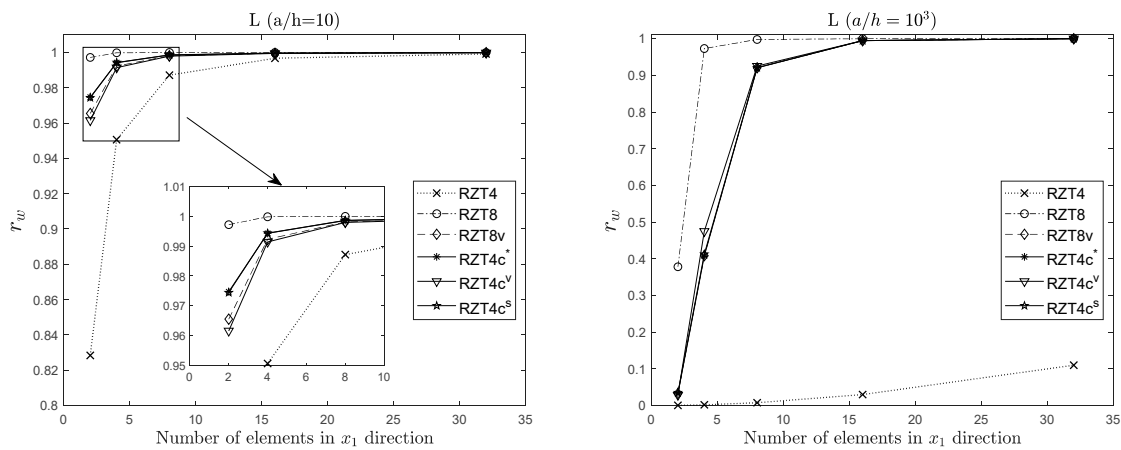 L (a/h=10)
1
0.98
0.96
0.94
0.92
0.9
0.88
0.86
0.84
0.82
0.8
r_w
0 5 10 15 20 25 30 35
Number of elements in x_1 direction
1.01
1
0.99
0.98
0.97
0.96
0.95
0 2 4 6 8 10
RZT4
RZT8
RZT8v
RZT4c^*
RZT4c^v
RZT4c^s
L (a/h = 10^3)
1
0.9
0.8
0.7
0.6
0.5
0.4
0.3
0.2
0.1
0
r_w
0 5 10 15 20 25 30 35
Number of elements in x_1 direction
RZT4
RZT8
RZT8v
RZT4c^*
RZT4c^v
RZT4c^s